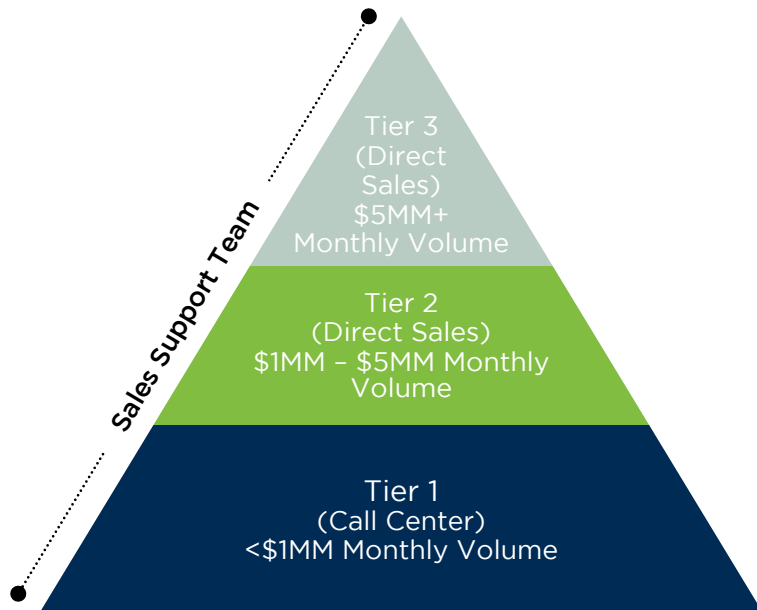 Tier 3
(Direct
Sales)
$5MM+
Monthly Volume
Sales Support Team
Tier 2
(Direct Sales)
$1MM – $5MM Monthly
Volume
Tier 1
(Call Center)
<$1MM Monthly Volume